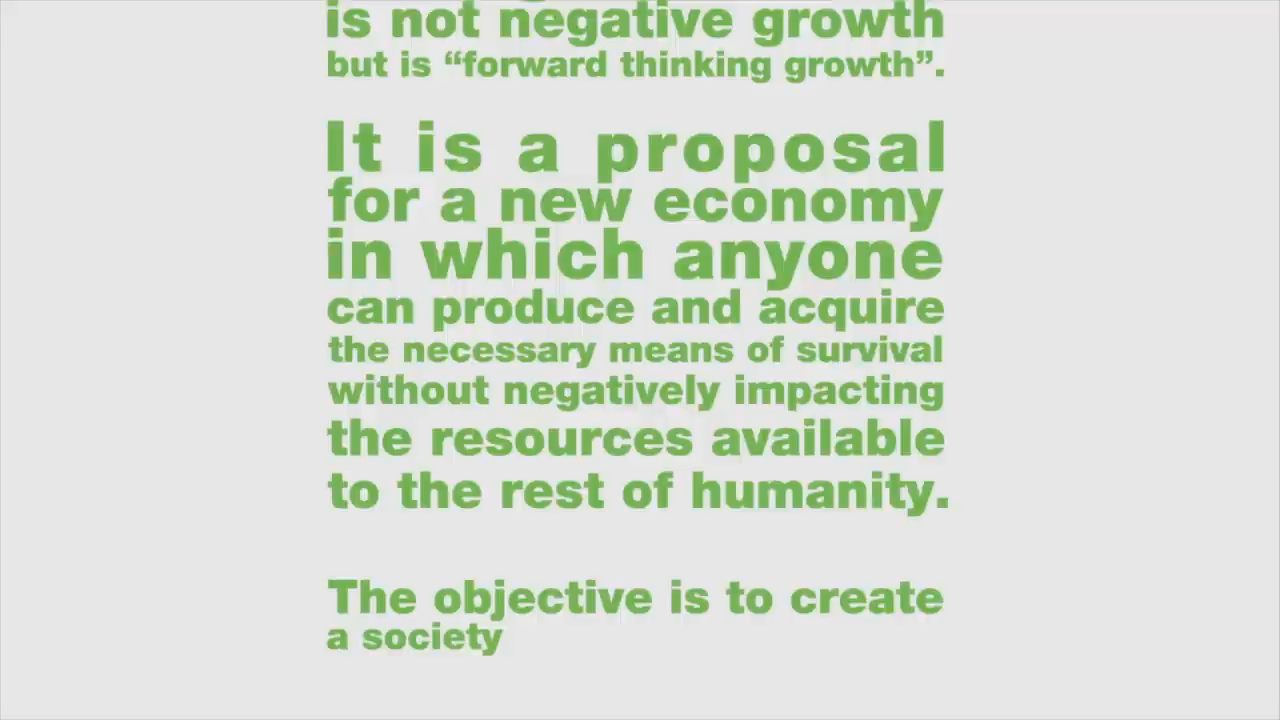 is not negative growth
but is “forward thinking growth”.
It is a proposal
for a new economy
in which anyone
can produce and acquire
the necessary means of survival
without negatively impacting
the resources available
to the rest of humanity.
The objective is to create
a society